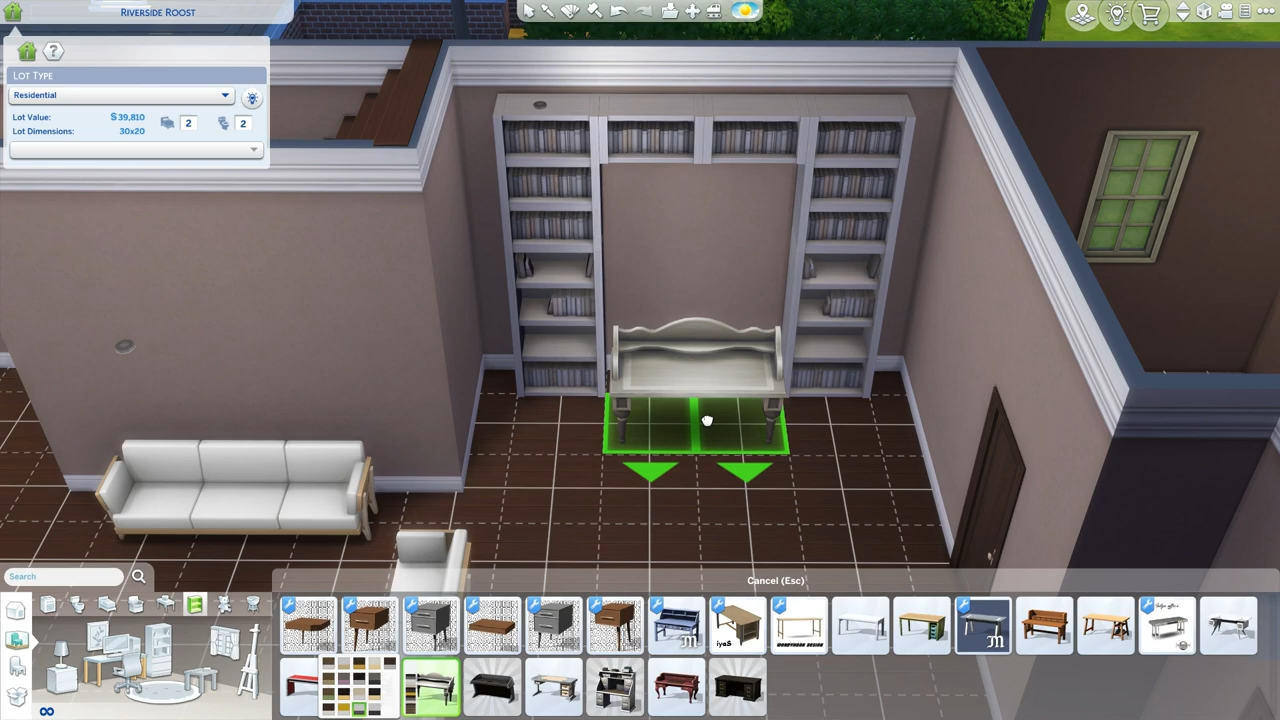 RIVERSIDE ROOST
LOT TYPE
Residential
Lot Value: §39,810
Lot Dimensions: 30x20
2
2
Search
Cancel (Esc)